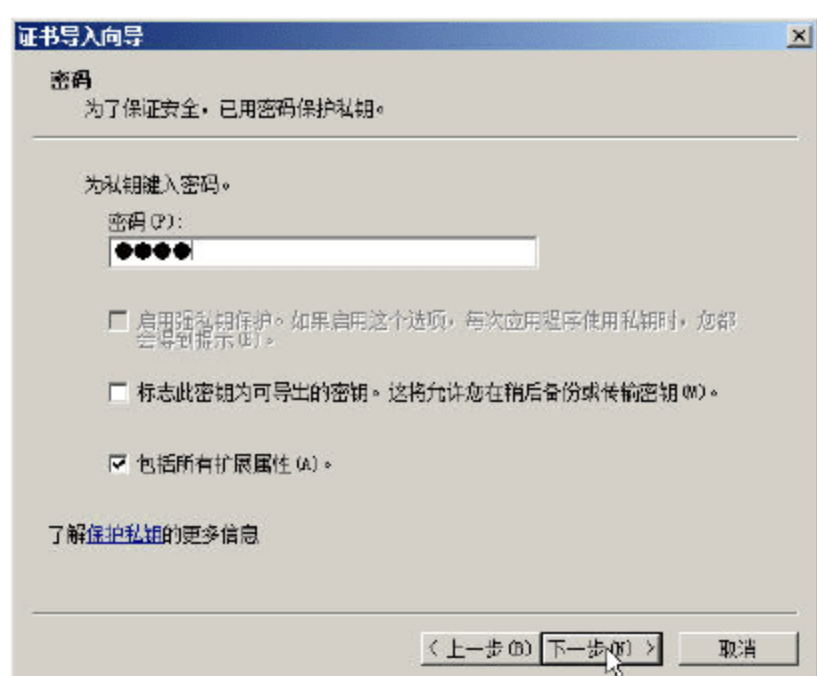 证书导入向导
密码
为了保证安全，已用密码保护私钥。
为私钥键入密码。
密码(P):
●●●●
启用强私钥保护。如果启用这个选项，每次应用程序使用私钥时，您都
会得到提示(E)。
标志此密钥为可导出的密钥。这将允许您在稍后备份或传输密钥(M)。
包括所有扩展属性(A)。
了解保护私钥的更多信息
< 上一步(B) 下一步(N) > 取消